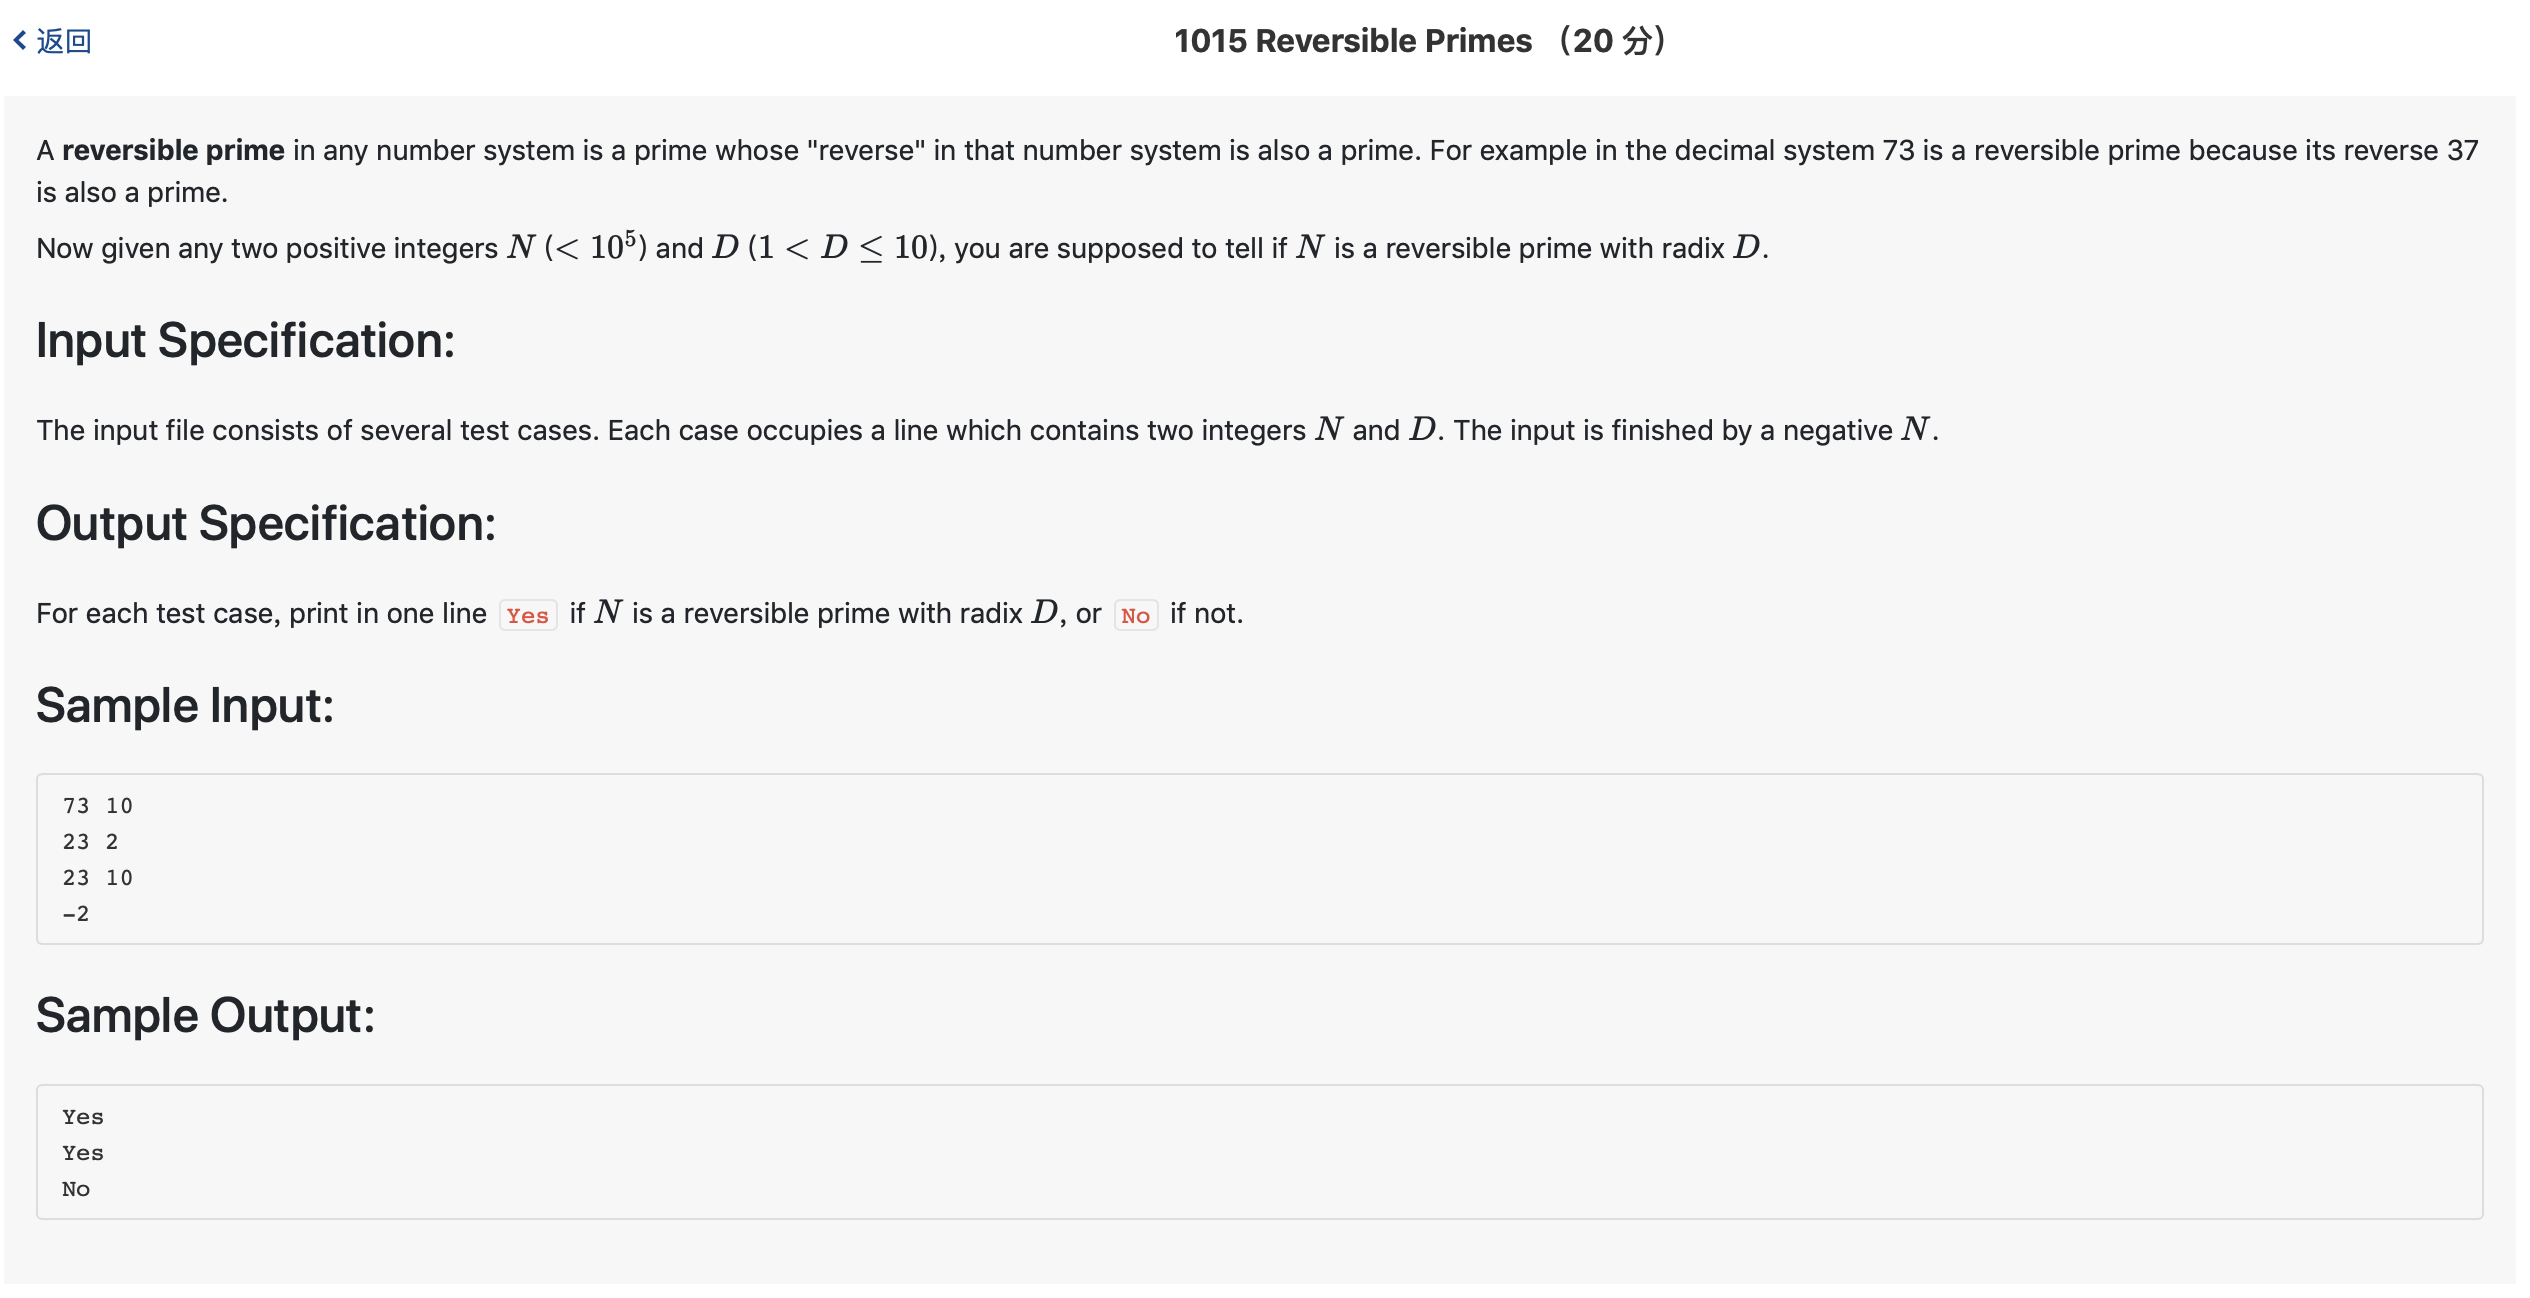 返回
1015 Reversible Primes （20 分）
A reversible prime in any number system is a prime whose "reverse" in that number system is also a prime. For example in the decimal system 73 is a reversible prime because its reverse 37
is also a prime.
Now given any two positive integers N (< 10⁵) and D (1 < D ≤ 10), you are supposed to tell if N is a reversible prime with radix D.
Input Specification:
The input file consists of several test cases. Each case occupies a line which contains two integers N and D. The input is finished by a negative N.
Output Specification:
For each test case, print in one line Yes if N is a reversible prime with radix D, or No if not.
Sample Input:
73 10
23 2
23 10
-2
Sample Output:
Yes
Yes
No